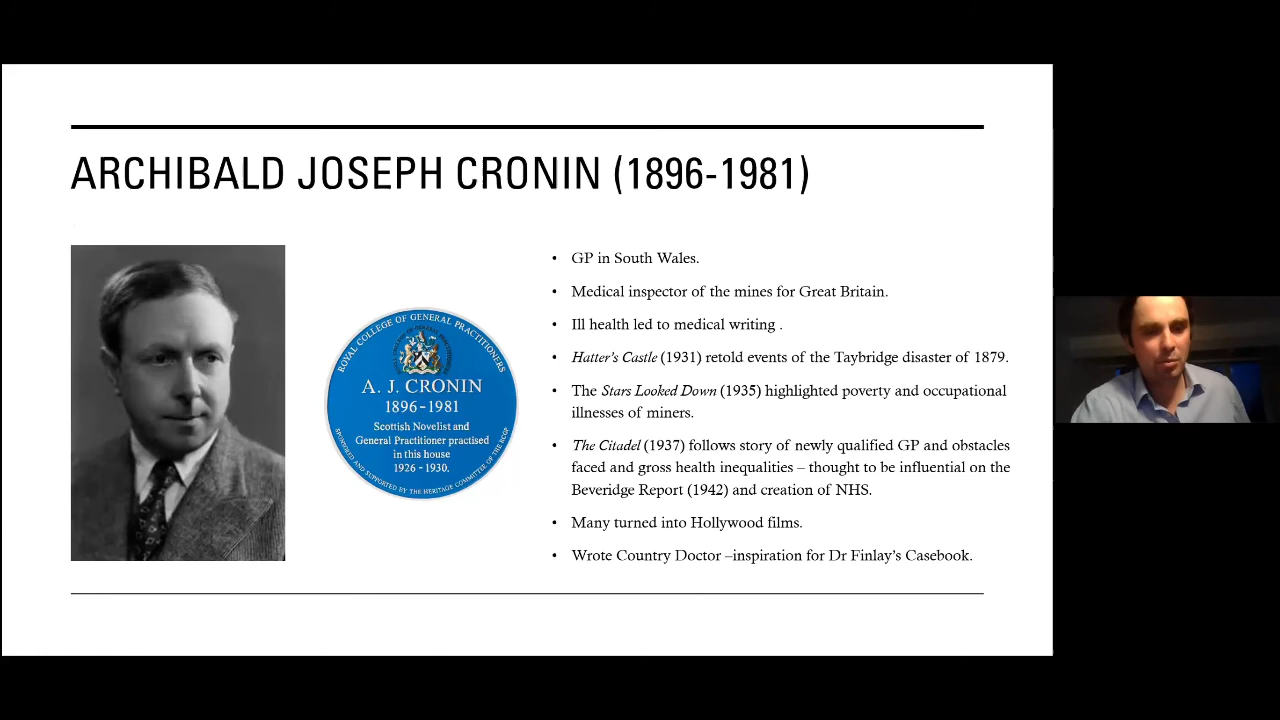 ARCHIBALD JOSEPH CRONIN (1896-1981)
ROYAL COLLEGE OF GENERAL PRACTITIONERS
A. J. CRONIN
1896 - 1981
Scottish Novelist and
General Practitioner practised
in this house
1926 - 1930.
SPONSORED AND SUPPORTED BY THE HERITAGE COMMITTEE OF THE RCGP
• GP in South Wales.
• Medical inspector of the mines for Great Britain.
• Ill health led to medical writing .
• Hatter's Castle (1931) retold events of the Taybridge disaster of 1879.
• The Stars Looked Down (1935) highlighted poverty and occupational
illnesses of miners.
• The Citadel (1937) follows story of newly qualified GP and obstacles
faced and gross health inequalities – thought to be influential on the
Beveridge Report (1942) and creation of NHS.
• Many turned into Hollywood films.
• Wrote Country Doctor –inspiration for Dr Finlay's Casebook.